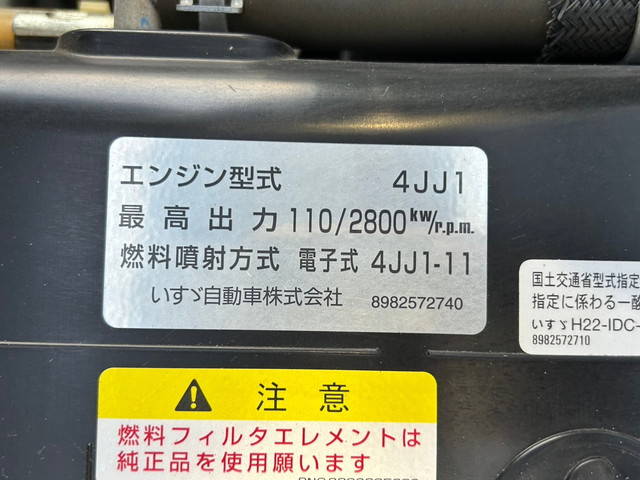 エンジン型式 4JJ1
最高出力 110/2800kW/r.p.m.
燃料噴射方式 電子式 4JJ1-11
いすゞ自動車株式会社 8982572740
国土交通省型式指定
指定に係わる一酸
いすゞH22-IDC-
8982572710
⚠ 注意
燃料フィルタエレメントは
純正品を使用願います